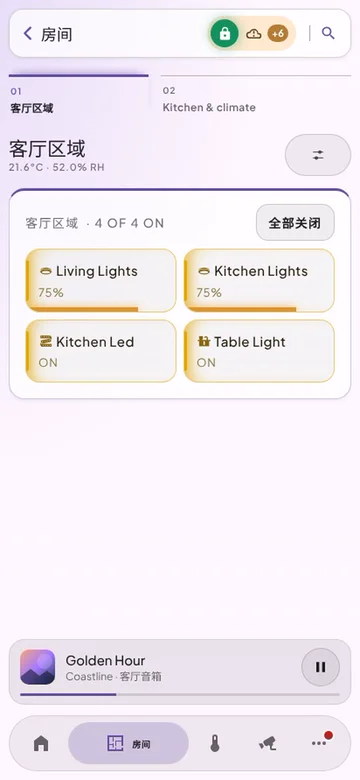 房间
+6
01
客厅区域
02
Kitchen & climate
客厅区域
21.6°C · 52.0% RH
客厅区域 · 4 OF 4 ON
全部关闭
Living Lights
75%
Kitchen Lights
75%
Kitchen Led
ON
Table Light
ON
Golden Hour
Coastline · 客厅音箱
房间